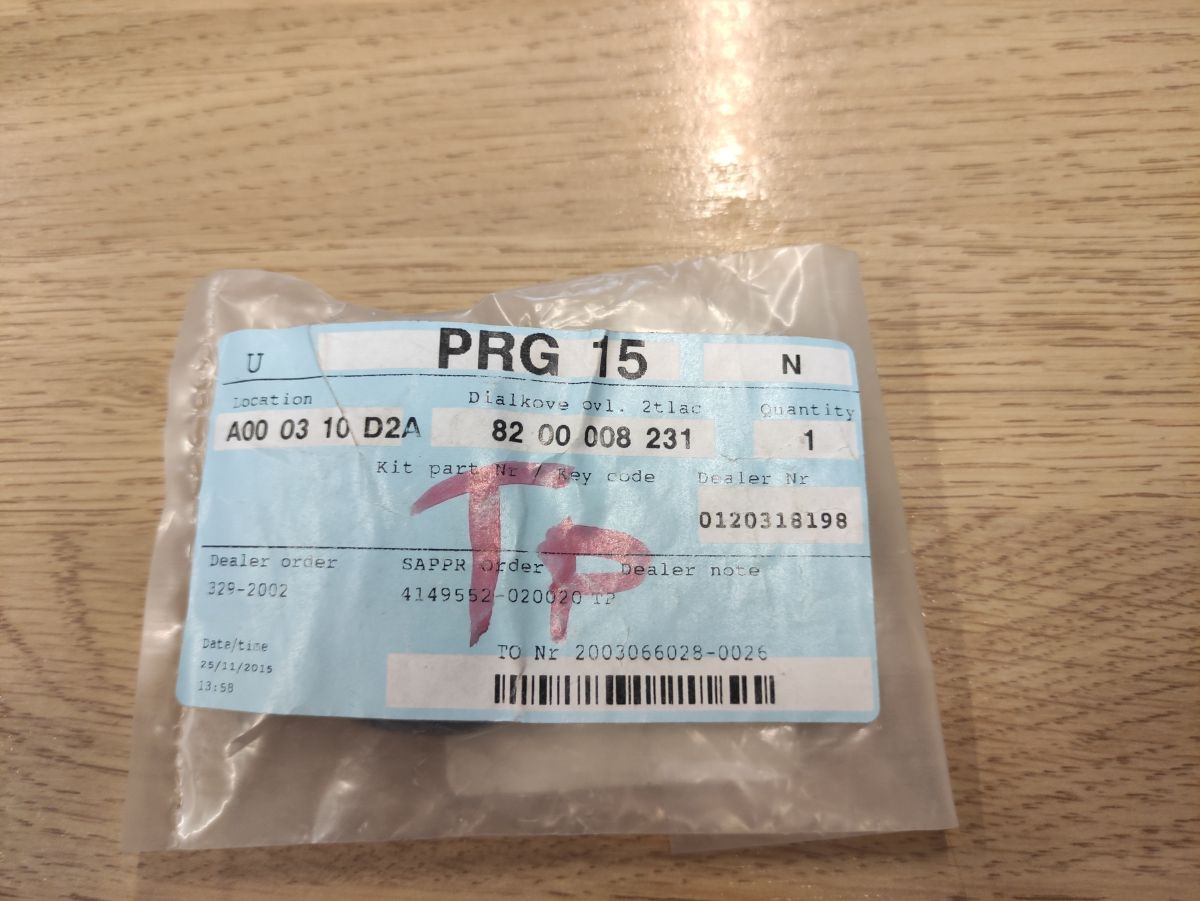 U PRG 15 N
Location Dialkove ovl. 2tlac Quantity
A00 03 10 D2A 82 00 008 231 1
Kit part Nr / Key code Dealer Nr
0120318198
TP
Dealer order SAPPR Order Dealer note
329-2002 4149552-020020 TP
Date/time
25/11/2015
13:58
TO Nr 2003066028-0026